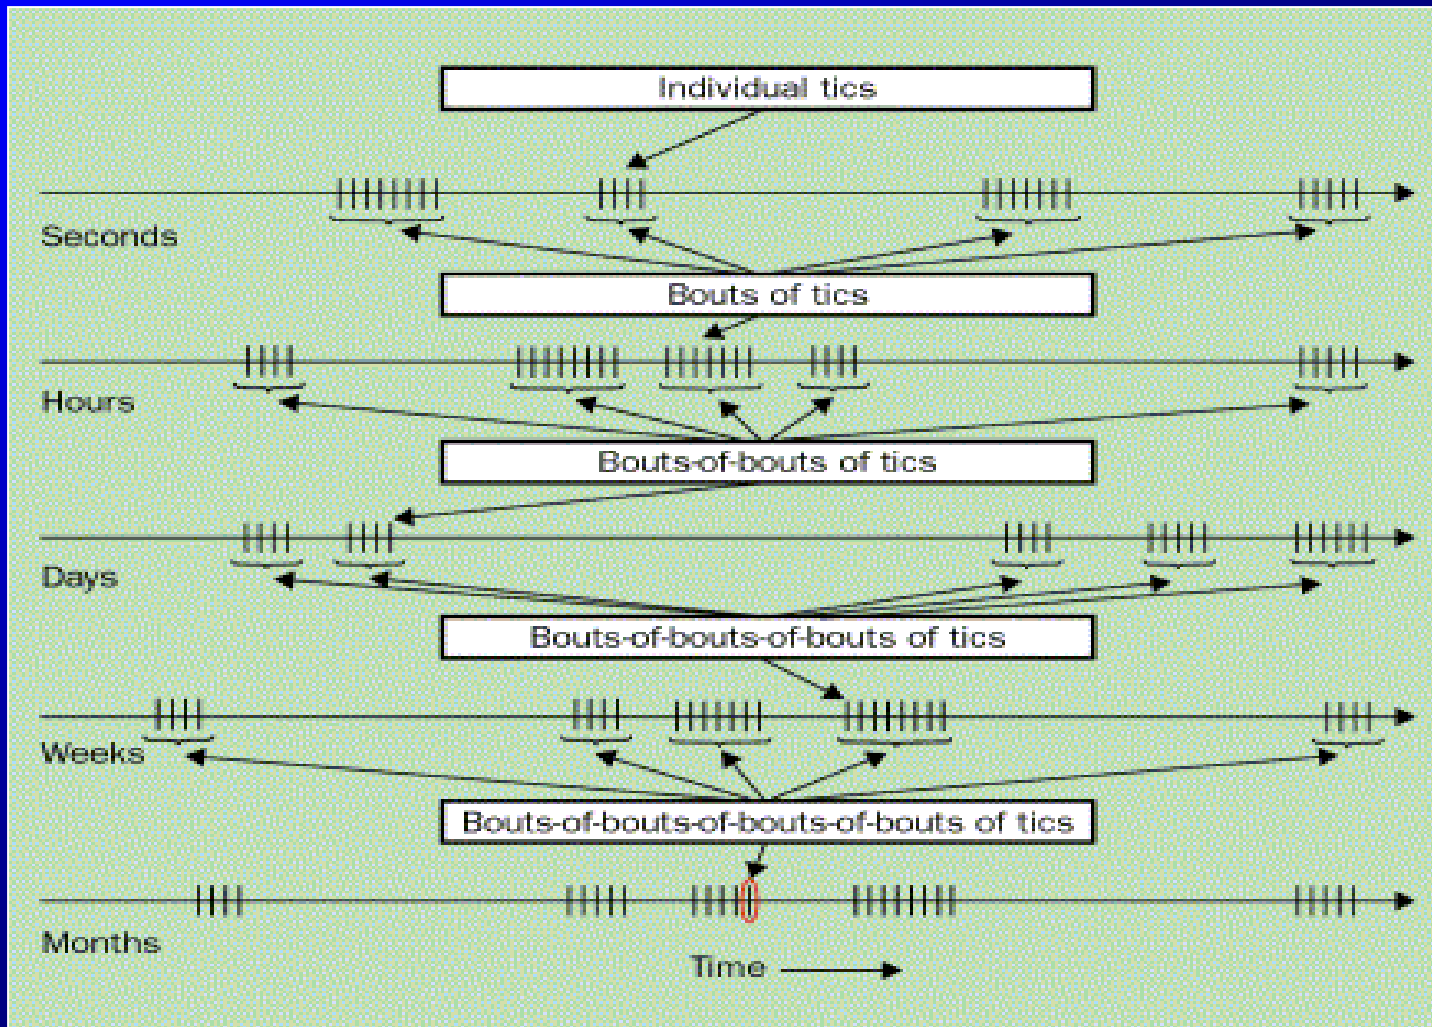 Individual tics
Seconds
Bouts of tics
Hours
Bouts-of-bouts of tics
Days
Bouts-of-bouts-of-bouts of tics
Weeks
Bouts-of-bouts-of-bouts-of-bouts of tics
Months
Time